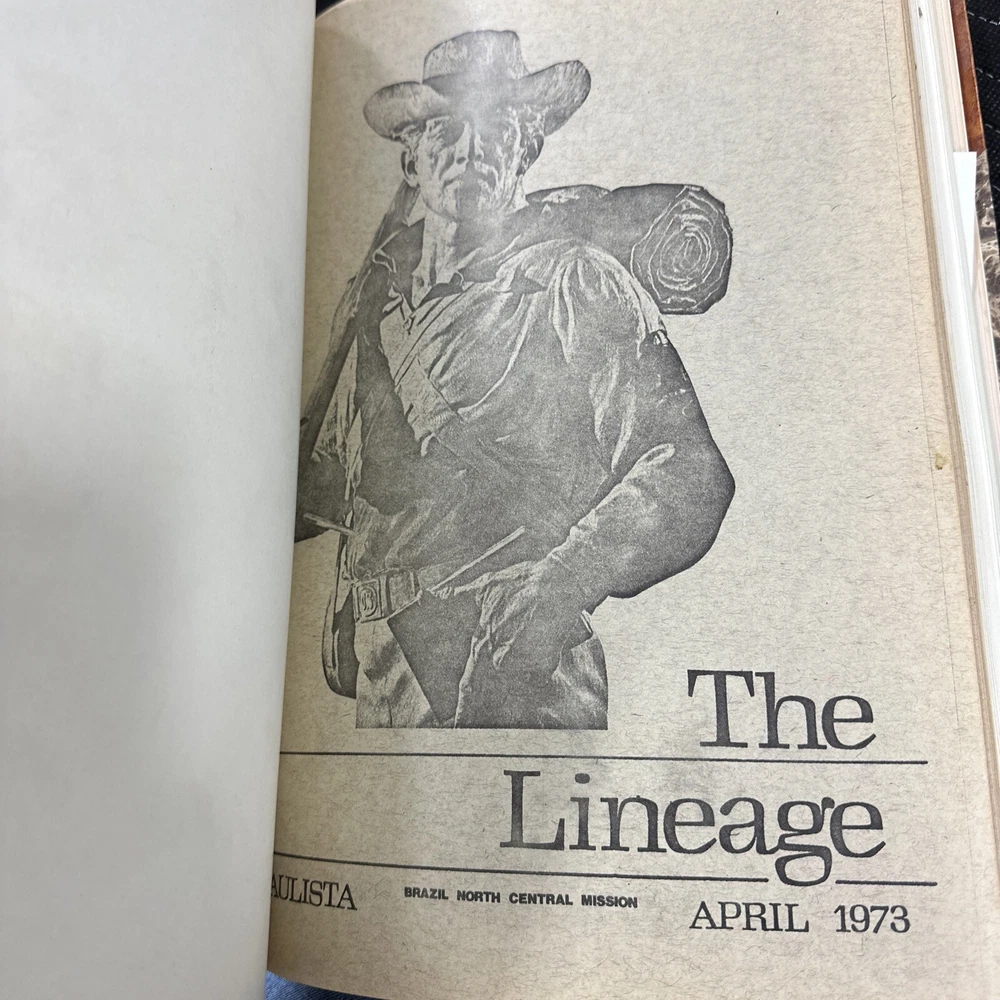 The
Lineage
AULISTA BRAZIL NORTH CENTRAL MISSION APRIL 1973